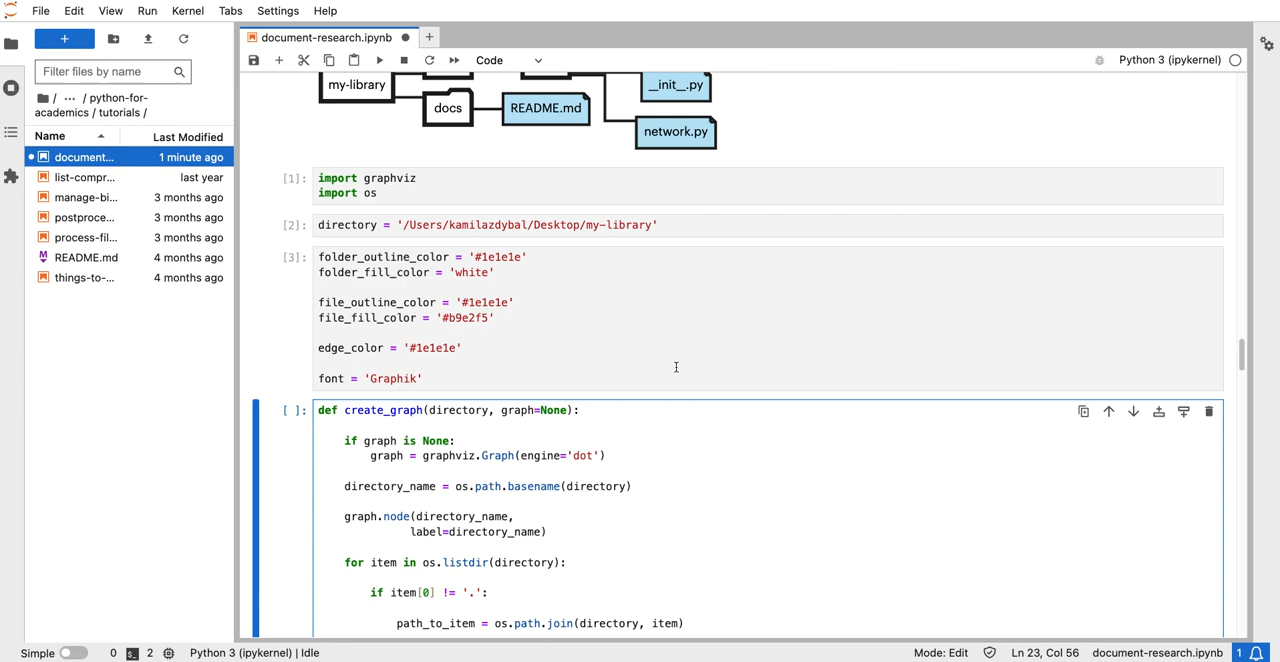 File Edit View Run Kernel Tabs Settings Help
+
Filter files by name
/ ... / python-for-
academics / tutorials /
Name Last Modified
document... 1 minute ago
list-compr... last year
manage-bi... 3 months ago
postproce... 3 months ago
process-fil... 3 months ago
README.md 4 months ago
things-to-... 4 months ago
document-research.ipynb
+
Code
Python 3 (ipykernel)
my-library
docs
README.md
__init__.py
network.py
[1]: import graphviz
import os
[2]: directory = '/Users/kamilazdybal/Desktop/my-library'
[3]: folder_outline_color = '#1e1e1e'
folder_fill_color = 'white'
file_outline_color = '#1e1e1e'
file_fill_color = '#b9e2f5'
edge_color = '#1e1e1e'
font = 'Graphik'
[ ]: def create_graph(directory, graph=None):
if graph is None:
graph = graphviz.Graph(engine='dot')
directory_name = os.path.basename(directory)
graph.node(directory_name,
label=directory_name)
for item in os.listdir(directory):
if item[0] != '.':
path_to_item = os.path.join(directory, item)
Simple 0 2 Python 3 (ipykernel) | Idle Mode: Edit Ln 23, Col 56 document-research.ipynb 1